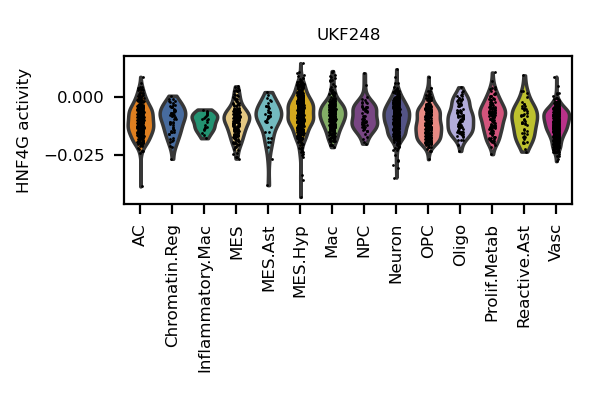 UKF248
HNF4G activity
0.000
−0.025
AC
Chromatin.Reg
Inflammatory.Mac
MES
MES.Ast
MES.Hyp
Mac
NPC
Neuron
OPC
Oligo
Prolif.Metab
Reactive.Ast
Vasc